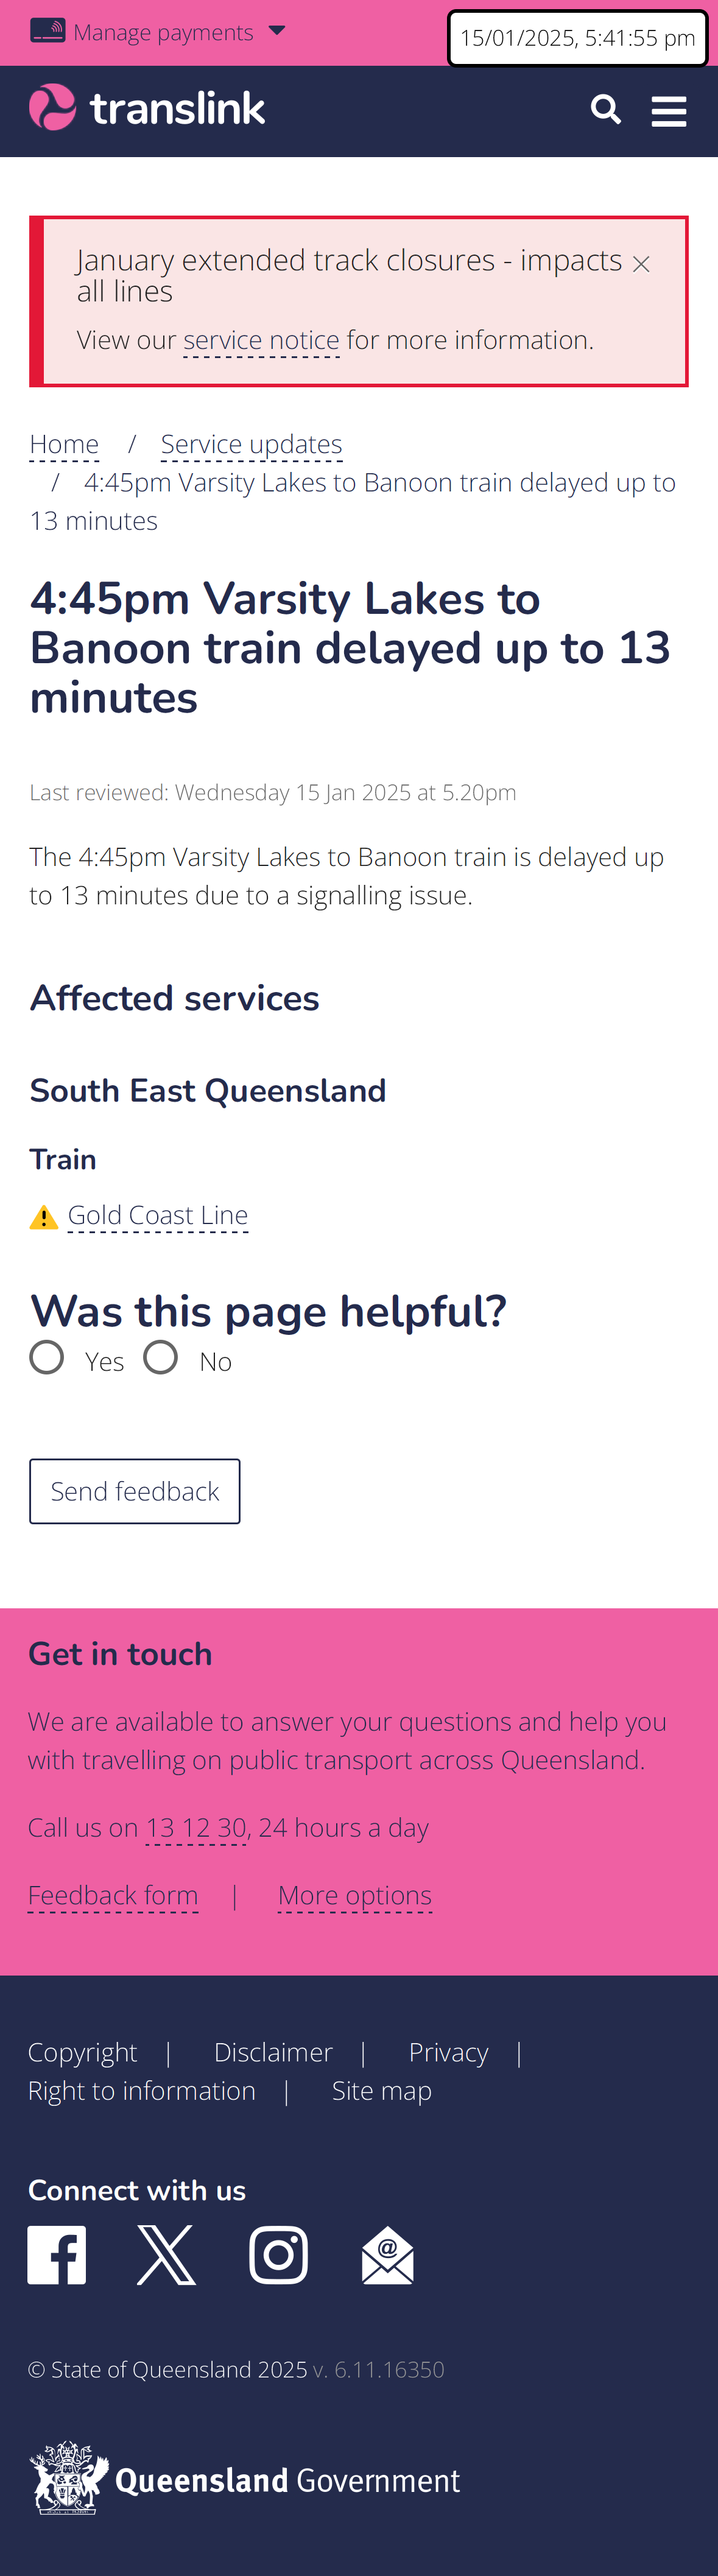 Manage payments
15/01/2025, 5:41:55 pm
translink
January extended track closures - impacts
all lines
View our service notice for more information.
Home / Service updates
/ 4:45pm Varsity Lakes to Banoon train delayed up to
13 minutes
4:45pm Varsity Lakes to
Banoon train delayed up to 13
minutes
Last reviewed: Wednesday 15 Jan 2025 at 5.20pm
The 4:45pm Varsity Lakes to Banoon train is delayed up
to 13 minutes due to a signalling issue.
Affected services
South East Queensland
Train
Gold Coast Line
Was this page helpful?
Yes No
Send feedback
Get in touch
We are available to answer your questions and help you
with travelling on public transport across Queensland.
Call us on 13 12 30, 24 hours a day
Feedback form | More options
Copyright | Disclaimer | Privacy |
Right to information | Site map
Connect with us
© State of Queensland 2025 v. 6.11.16350
Queensland Government